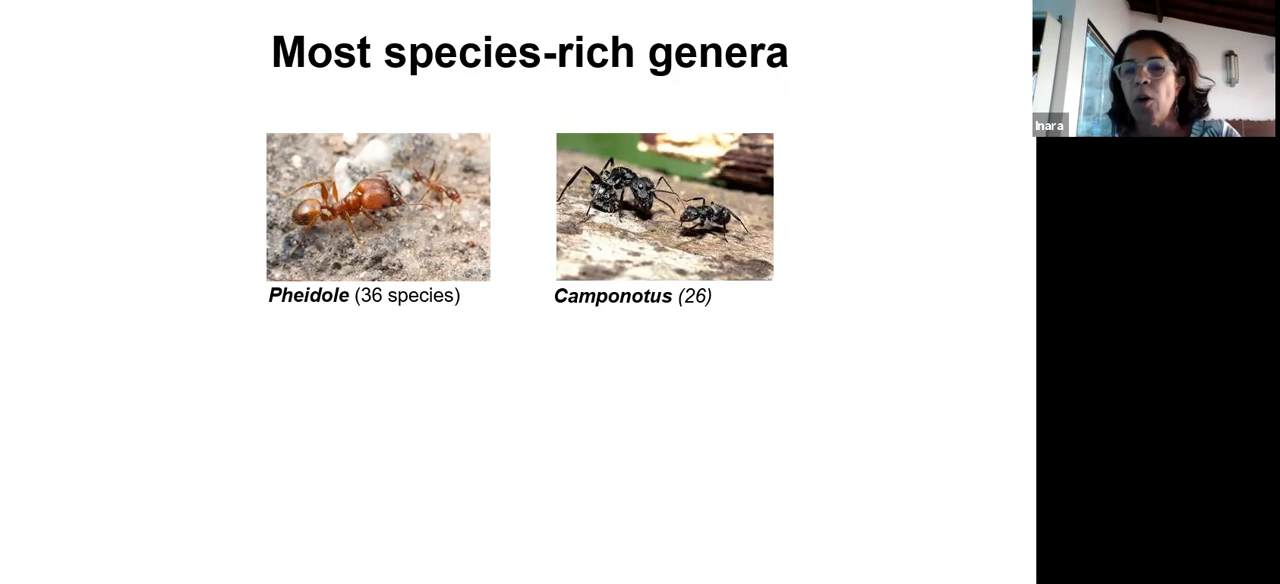 Most species-rich genera
Inara
Pheidole (36 species)
Camponotus (26)